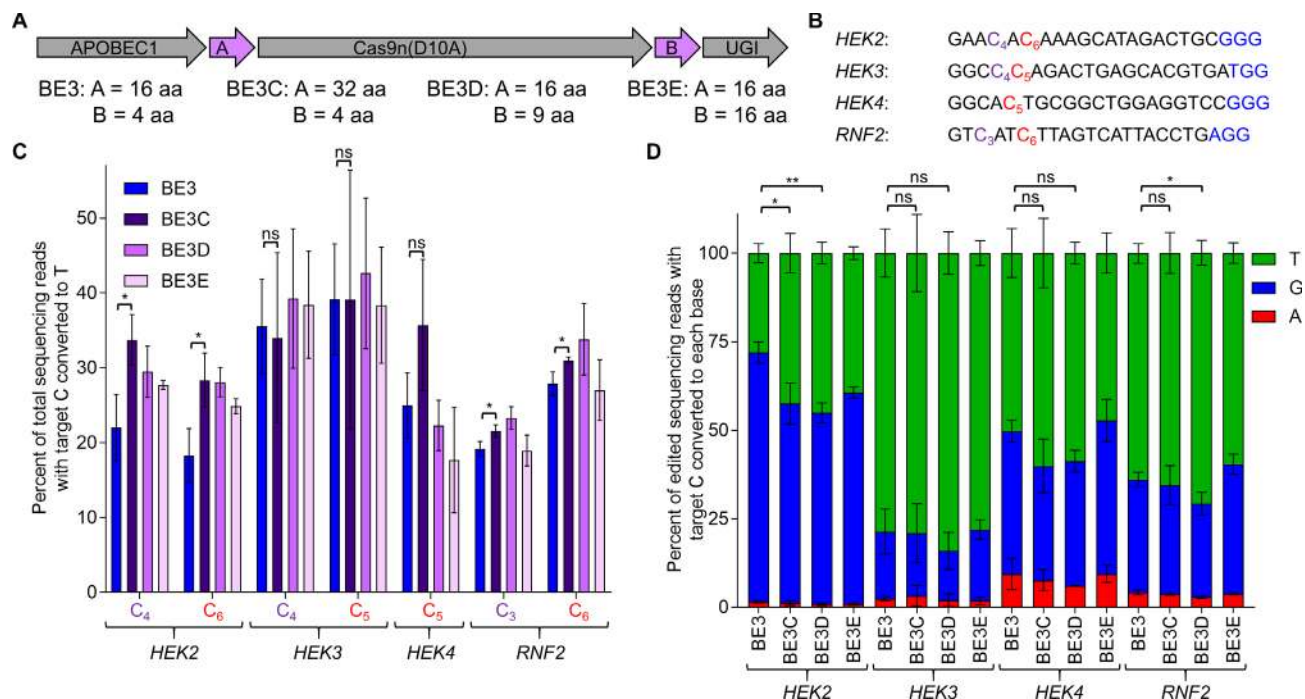 A
APOBEC1 A Cas9n(D10A) B UGI
BE3: A = 16 aa BE3C: A = 32 aa BE3D: A = 16 aa BE3E: A = 16 aa
B = 4 aa B = 4 aa B = 9 aa B = 16 aa
B
HEK2: GAAC4AC6AAAGCATAGACTGCGGG
HEK3: GGCC4C5AGACTGAGCACGTGATGG
HEK4: GGCAC5TGCGGCTGGAGGTCCGGG
RNF2: GTC3ATC6TTAGTCATTACCTGAGG
C
Percent of total sequencing reads
with target C converted to T
50
40
30
20
10
0
BE3
BE3C
BE3D
BE3E
* * ns ns ns * *
C4 C6 C4 C5 C5 C3 C6
HEK2 HEK3 HEK4 RNF2
D
Percent of edited sequencing reads with
target C converted to each base
100
75
50
25
0
** ns ns *
* ns ns ns
T
G
A
BE3 BE3C BE3D BE3E BE3 BE3C BE3D BE3E BE3 BE3C BE3D BE3E BE3 BE3C BE3D BE3E
HEK2 HEK3 HEK4 RNF2